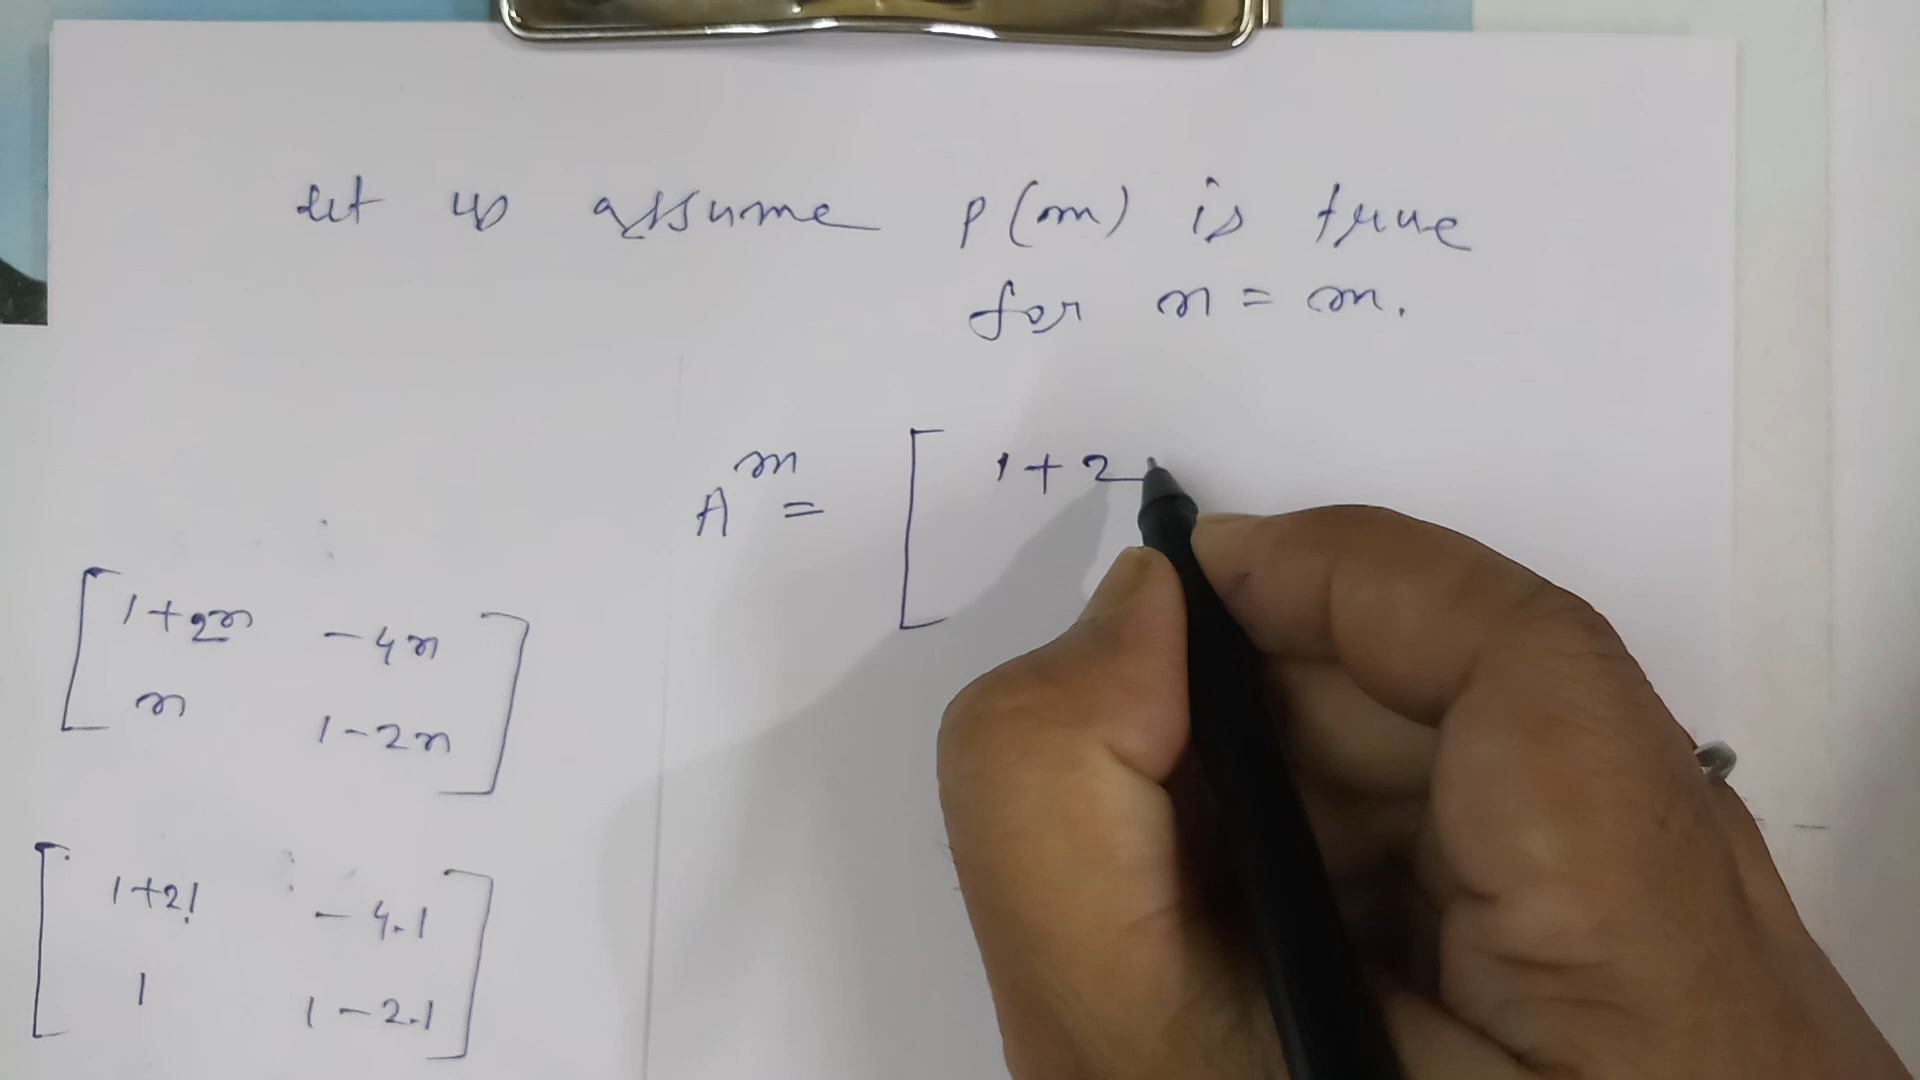 let us assume p(m) is true
for n = m.
A^m = [ 1+2
[ 1+2n -4n ]
[ n 1-2n ]
[ 1+2.1 -4.1 ]
[ 1 1-2.1 ]